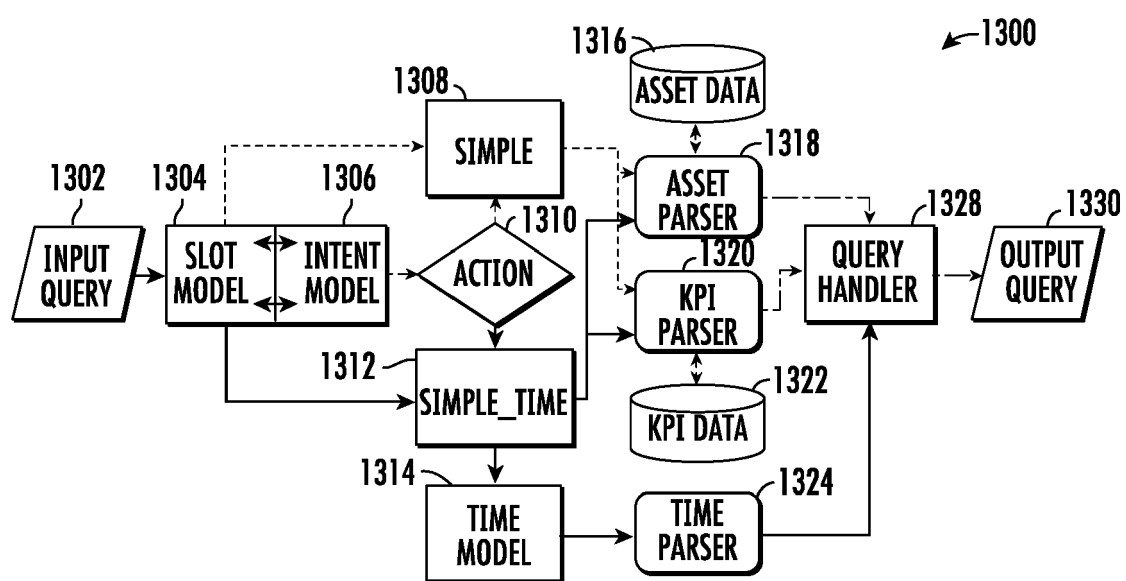 1300
1316
ASSET DATA
1308
SIMPLE
1318
ASSET
PARSER
1302
INPUT
QUERY
1304
SLOT
MODEL
1306
INTENT
MODEL
1310
ACTION
1320
KPI
PARSER
1328
QUERY
HANDLER
1330
OUTPUT
QUERY
1312
SIMPLE_TIME
1322
KPI DATA
1314
TIME
MODEL
1324
TIME
PARSER